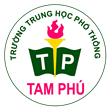 TRƯỜNG TRUNG HỌC PHỔ THÔNG
TP
TAM PHÚ